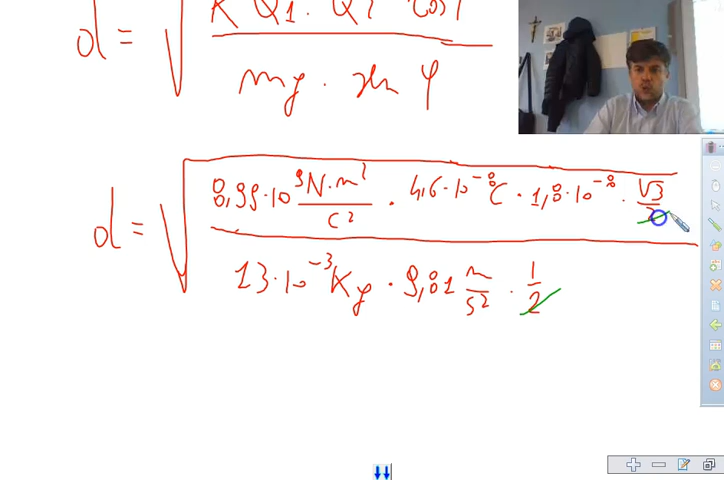 d = √ K Q1 · Q2 cos φ
mg · sen φ
d = √ 8,99 · 10⁹ N · m² / C² · 4,6 · 10⁻⁸ C · 1,8 · 10⁻⁸ · √3 / 2
13 · 10⁻³ Kg · 9,81 m / s² · 1 / 2